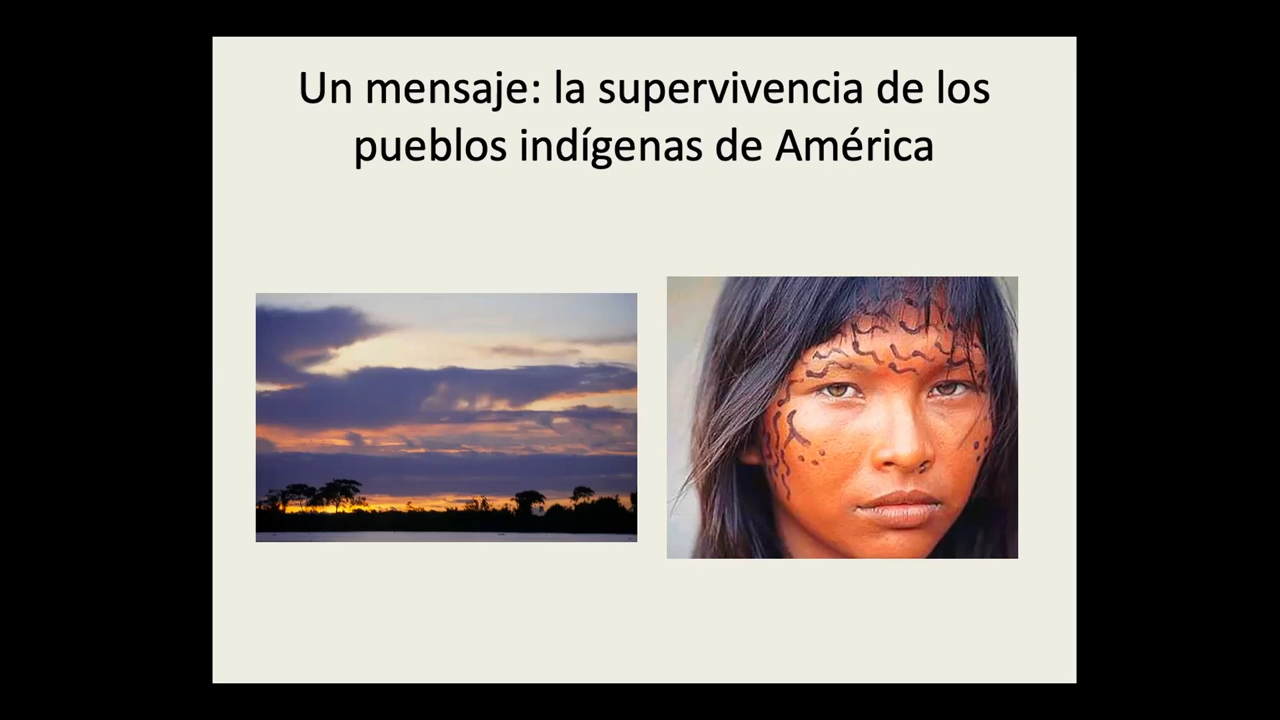 Un mensaje: la supervivencia de los
pueblos indígenas de América